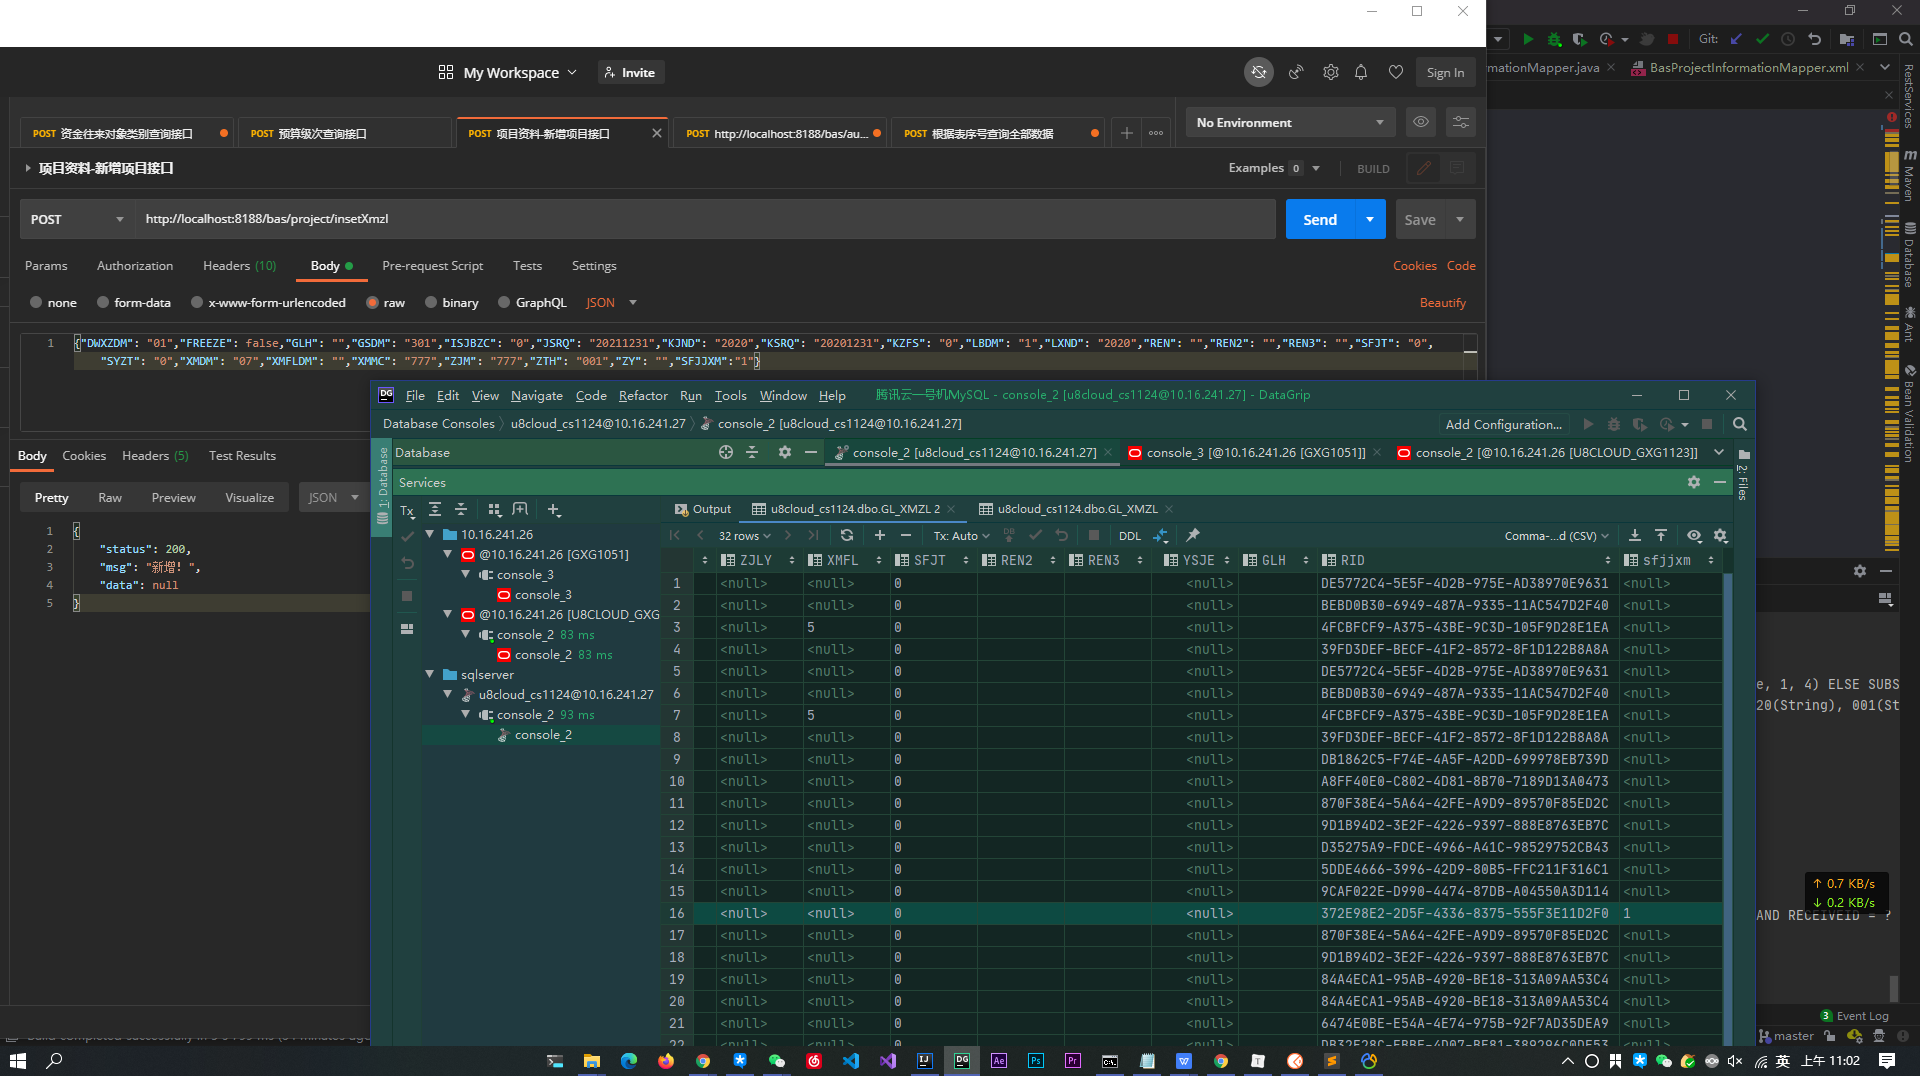 My Workspace
Invite
Sign In
POST 资金往来对象类别查询接口
POST 预算级次查询接口
POST 项目资料-新增项目接口
POST http://localhost:8188/bas/au...
POST 根据表序号查询全部数据
No Environment
项目资料-新增项目接口
Examples 0
BUILD
POST
http://localhost:8188/bas/project/insetXmzl
Send
Save
Params
Authorization
Headers (10)
Body
Pre-request Script
Tests
Settings
Cookies
Code
none
form-data
x-www-form-urlencoded
raw
binary
GraphQL
JSON
Beautify
1 {"DWXZDM": "01","FREEZE": false,"GLH": "","GSDM": "301","ISJBZC": "0","JSRQ": "20211231","KJND": "2020","KSRQ": "20201231","KZFS": "0","LBDM": "1","LXND": "2020","REN": "","REN2": "","REN3": "","SFJT": "0",
"SYZT": "0","XMDM": "07","XMFLDM": "","XMMC": "777","ZJM": "777","ZTH": "001","ZY": "","SFJJXM":"1"}
Body
Cookies
Headers (5)
Test Results
Pretty
Raw
Preview
Visualize
JSON
1 {
2 "status": 200,
3 "msg": "新增！",
4 "data": null
5 }
File Edit View Navigate Code Refactor Run Tools Window Help
腾讯云一号机MySQL - console_2 [u8cloud_cs1124@10.16.241.27] - DataGrip
Database Consoles
u8cloud_cs1124@10.16.241.27
console_2 [u8cloud_cs1124@10.16.241.27]
Add Configuration...
1: Database
Database
console_2 [u8cloud_cs1124@10.16.241.27]
console_3 [@10.16.241.26 [GXG1051]]
console_2 [@10.16.241.26 [U8CLOUD_GXG1123]]
2: Files
Services
Tx
10.16.241.26
@10.16.241.26 [GXG1051]
console_3
console_3
@10.16.241.26 [U8CLOUD_GXG
console_2 83 ms
console_2 83 ms
sqlserver
u8cloud_cs1124@10.16.241.27
console_2 93 ms
console_2
Output
u8cloud_cs1124.dbo.GL_XMZL 2
u8cloud_cs1124.dbo.GL_XMZL
32 rows
Tx: Auto
DB
DDL
Comma-...d (CSV)
ZJLY XMFL SFJT REN2 REN3 YSJE GLH RID sfjjxm
1 <null> <null> 0 <null> DE5772C4-5E5F-4D2B-975E-AD38970E9631 <null>
2 <null> <null> 0 <null> BEBD0B30-6949-487A-9335-11AC547D2F40 <null>
3 <null> 5 0 <null> 4FCBFCF9-A375-43BE-9C3D-105F9D28E1EA <null>
4 <null> <null> 0 <null> 39FD3DEF-BECF-41F2-8572-8F1D122B8A8A <null>
5 <null> <null> 0 <null> DE5772C4-5E5F-4D2B-975E-AD38970E9631 <null>
6 <null> <null> 0 <null> BEBD0B30-6949-487A-9335-11AC547D2F40 <null>
7 <null> 5 0 <null> 4FCBFCF9-A375-43BE-9C3D-105F9D28E1EA <null>
8 <null> <null> 0 <null> 39FD3DEF-BECF-41F2-8572-8F1D122B8A8A <null>
9 <null> <null> 0 <null> DB1862C5-F74E-4A5F-A2DD-699978EB739D <null>
10 <null> <null> 0 <null> A8FF40E0-C802-4D81-8B70-7189D13A0473 <null>
11 <null> <null> 0 <null> 870F38E4-5A64-42FE-A9D9-89570F85ED2C <null>
12 <null> <null> 0 <null> 9D1B94D2-3E2F-4226-9397-888E8763EB7C <null>
13 <null> <null> 0 <null> D35275A9-FDCE-4966-A41C-98529752CB43 <null>
14 <null> <null> 0 <null> 5DDE4666-3996-42D9-80B5-FFC211F316C1 <null>
15 <null> <null> 0 <null> 9CAF022E-D990-4474-87DB-A04550A3D114 <null>
16 <null> <null> 0 <null> 372E98E2-2D5F-4336-8375-555F3E11D2F0 1
17 <null> <null> 0 <null> 870F38E4-5A64-42FE-A9D9-89570F85ED2C <null>
18 <null> <null> 0 <null> 9D1B94D2-3E2F-4226-9397-888E8763EB7C <null>
19 <null> <null> 0 <null> 84A4ECA1-95AB-4920-BE18-313A09AA53C4 <null>
20 <null> <null> 0 <null> 84A4ECA1-95AB-4920-BE18-313A09AA53C4 <null>
21 <null> <null> 0 <null> 6474E0BE-E54A-4E74-975B-92F7AD35DEA9 <null>
Git:
mationMapper.java
BasProjectInformationMapper.xml
RestServices
Maven
Database
Ant
Bean Validation
e, 1, 4) ELSE SUBS
20(String), 001(St
↑ 0.7 KB/s
↓ 0.2 KB/s
AND RECEIVEID = ?
3 Event Log
master
英
上午 11:02